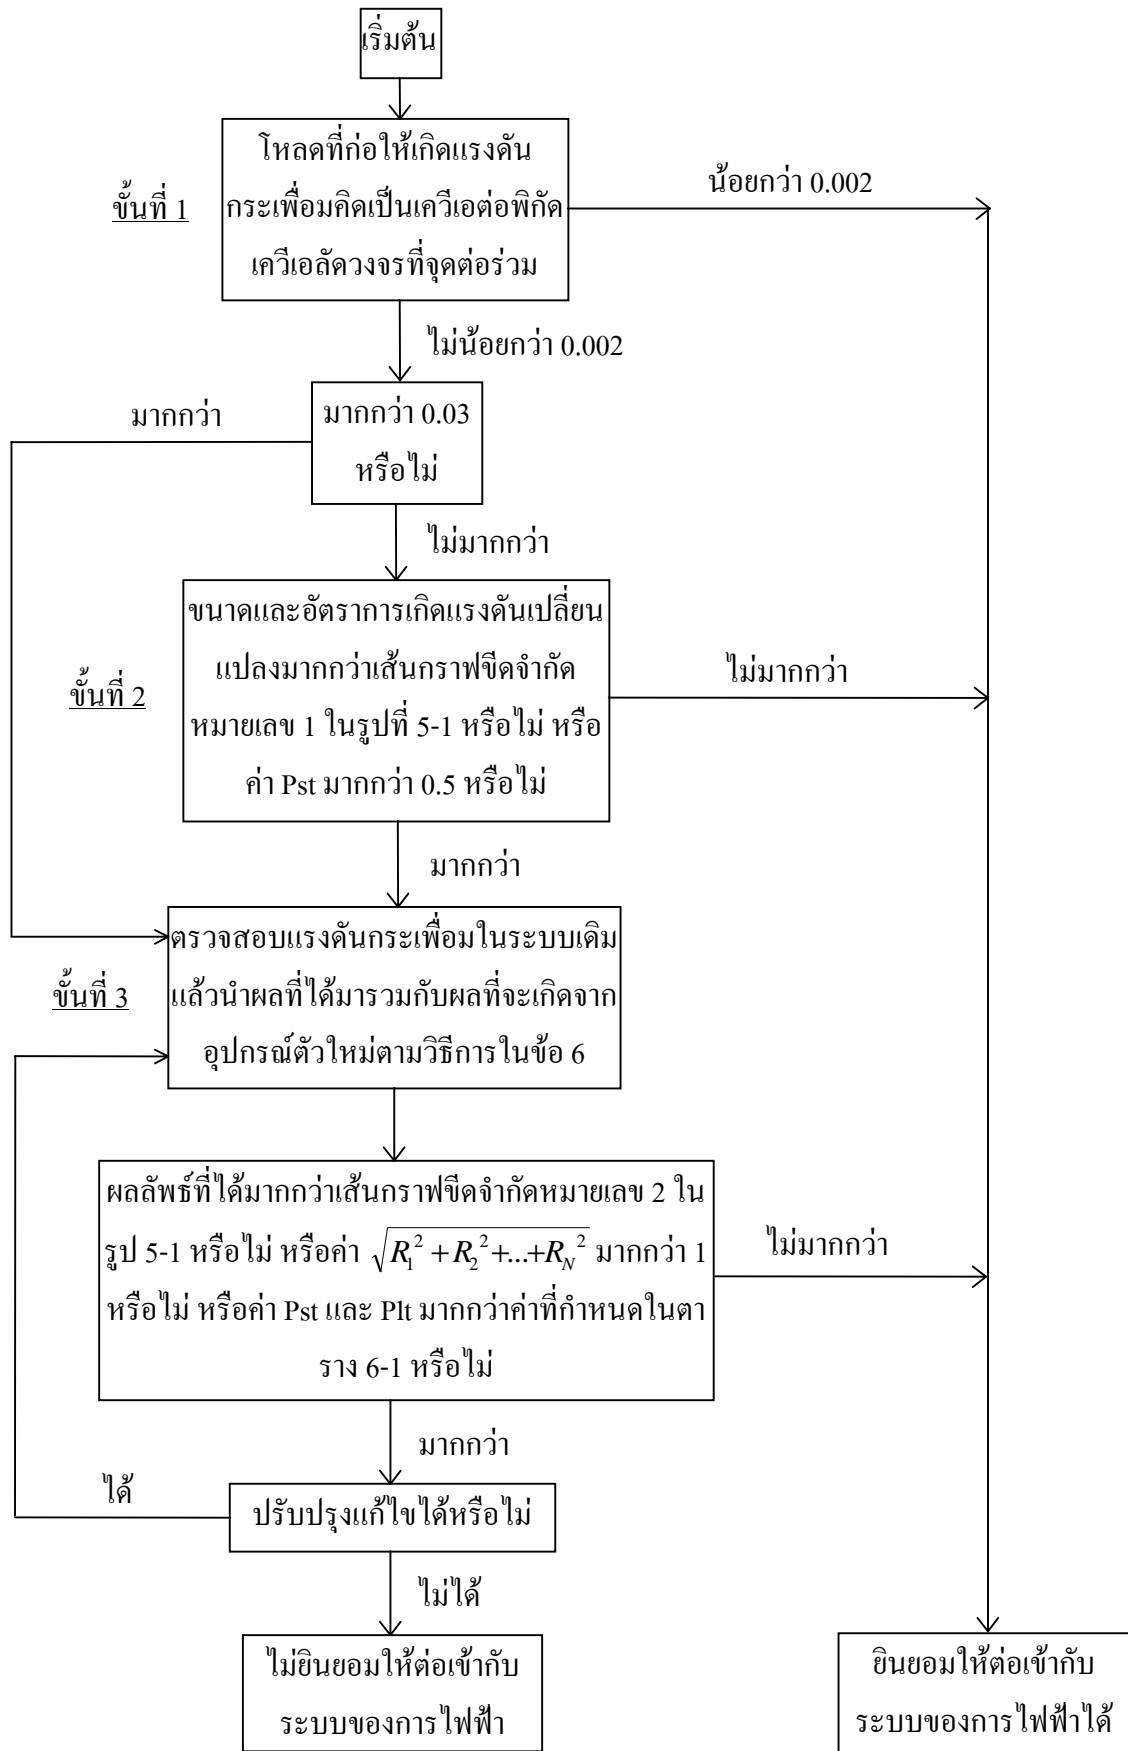 เริ่มต้น
โหลดที่ก่อให้เกิดแรงดัน
กระเพื่อมคิดเป็นเควีเอต่อพิกัด
เควีเอลัดวงจรที่จุดต่อร่วม
น้อยกว่า 0.002
ขั้นที่ 1
ไม่น้อยกว่า 0.002
มากกว่า
มากกว่า 0.03
หรือไม่
ไม่มากกว่า
ขนาดและอัตราการเกิดแรงดันเปลี่ยน
แปลงมากกว่าเส้นกราฟขีดจำกัด
หมายเลข 1 ในรูปที่ 5-1 หรือไม่ หรือ
ค่า Pst มากกว่า 0.5 หรือไม่
ไม่มากกว่า
ขั้นที่ 2
มากกว่า
ตรวจสอบแรงดันกระเพื่อมในระบบเดิม
แล้วนำผลที่ได้มารวมกับผลที่จะเกิดจาก
อุปกรณ์ตัวใหม่ตามวิธีการในข้อ 6
ขั้นที่ 3
ผลลัพธ์ที่ได้มากกว่าเส้นกราฟขีดจำกัดหมายเลข 2 ใน
รูป 5-1 หรือไม่ หรือค่า √(R₁² + R₂² +...+ R_N²) มากกว่า 1
หรือไม่ หรือค่า Pst และ Plt มากกว่าค่าที่กำหนดในตา
ราง 6-1 หรือไม่
ไม่มากกว่า
มากกว่า
ได้
ปรับปรุงแก้ไขได้หรือไม่
ไม่ได้
ไม่ยินยอมให้ต่อเข้ากับ
ระบบของการไฟฟ้า
ยินยอมให้ต่อเข้ากับ
ระบบของการไฟฟ้าได้